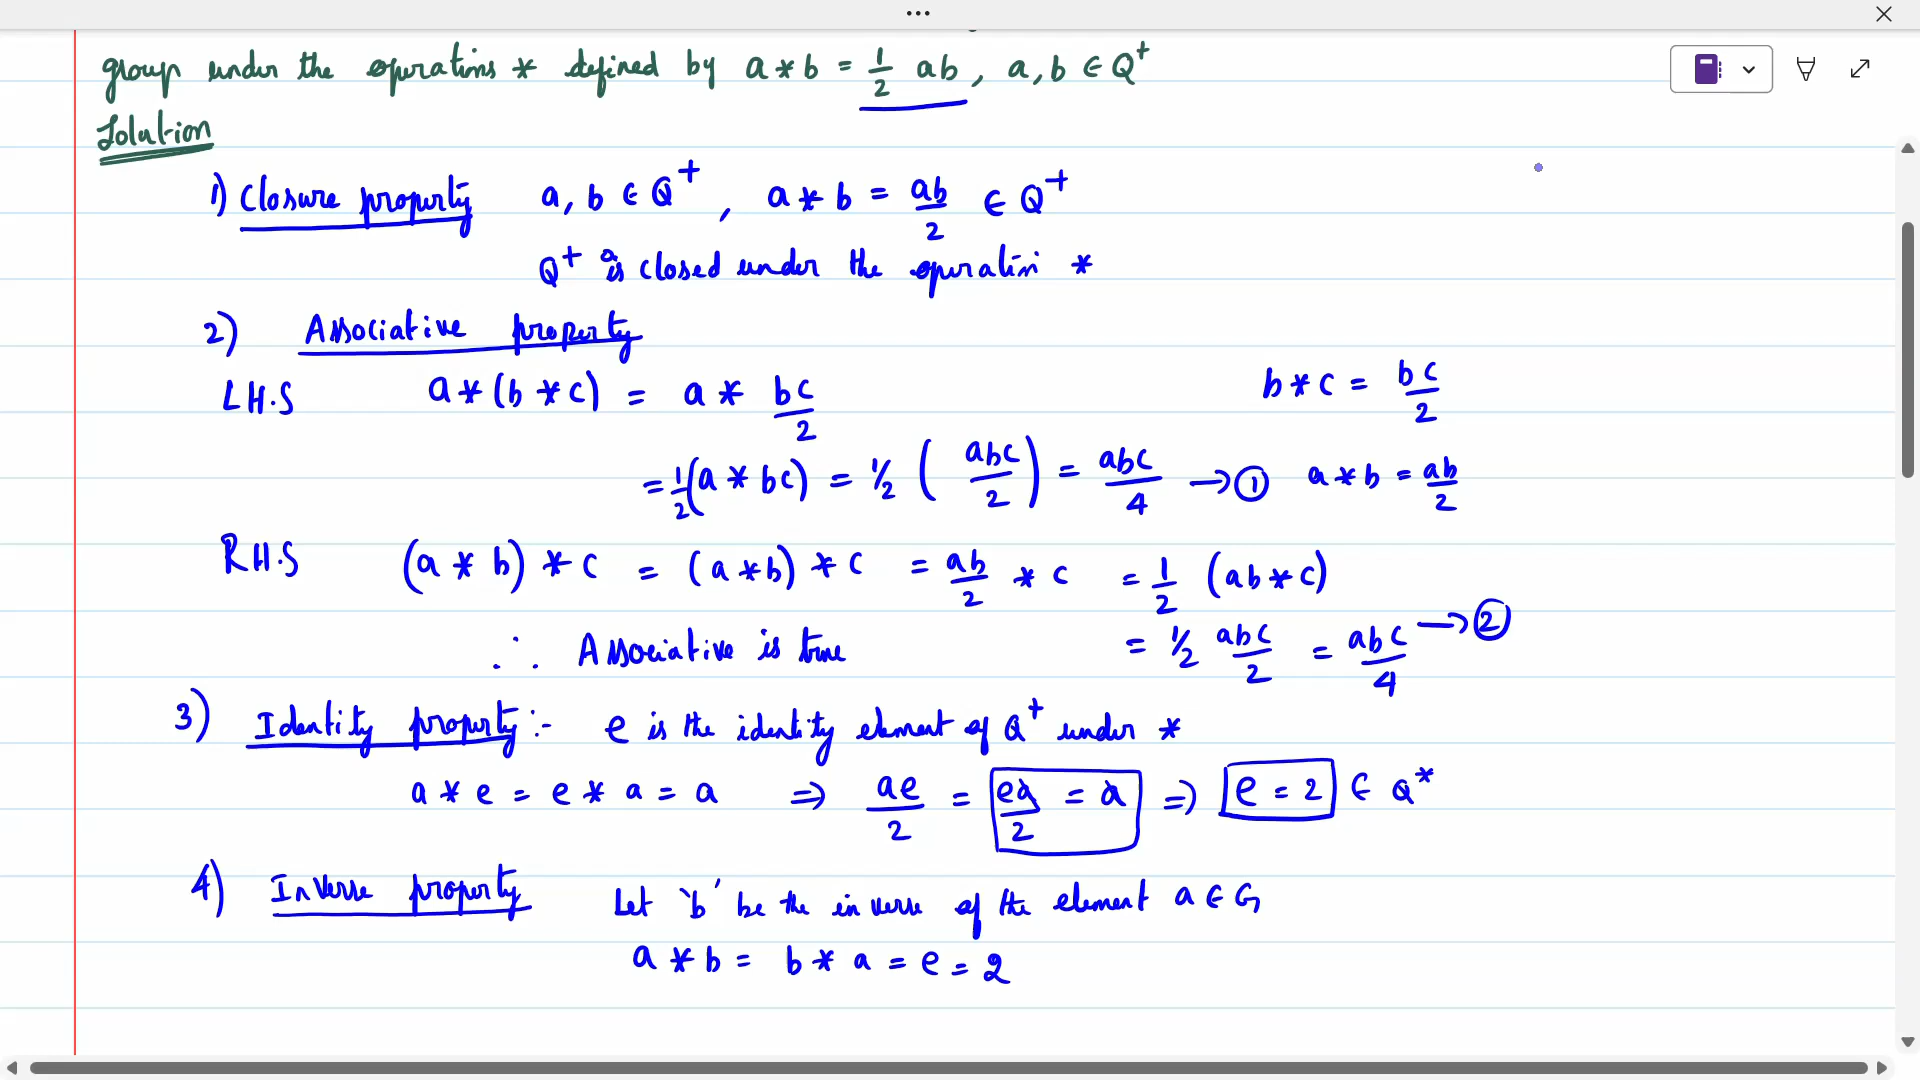 group under the operations * defined by a * b = 1/2 ab, a, b ∈ Q⁺
Solution
1) Closure property a, b ∈ Q⁺, a * b = ab/2 ∈ Q⁺
Q⁺ is closed under the operation *
2) Associative property
L.H.S a * (b * c) = a * bc/2 b * c = bc/2
= 1/2 (a * bc) = 1/2 (abc/2) = abc/4 → ① a * b = ab/2
R.H.S (a * b) * c = (a * b) * c = ab/2 * c = 1/2 (ab * c)
∴ Associative is true = 1/2 abc/2 = abc/4 → ②
3) Identity property :- e is the identity element of Q⁺ under *
a * e = e * a = a ⇒ ae/2 = ea/2 = a ⇒ e = 2 ∈ Q*
4) Inverse property Let 'b' be the inverse of the element a ∈ G
a * b = b * a = e = 2